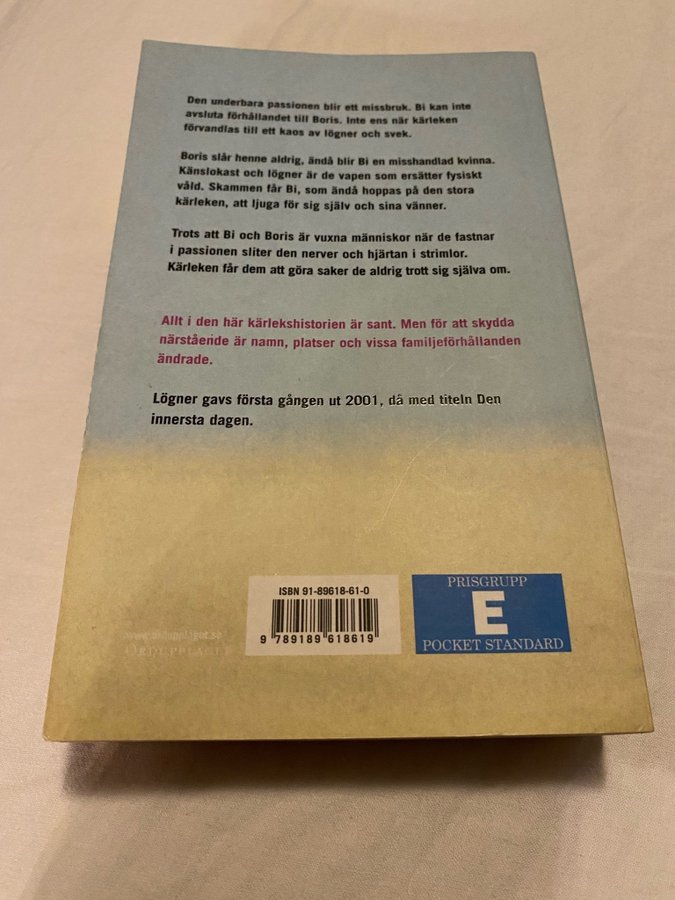 Den underbara passionen blir ett missbruk. Bi kan inte
avsluta förhållandet till Boris. Inte ens när kärleken
förvandlas till ett kaos av lögner och svek.
Boris slår henne aldrig, ändå blir Bi en misshandlad kvinna.
Känslokast och lögner är de vapen som ersätter fysiskt
våld. Skammen får Bi, som ändå hoppas på den stora
kärleken, att ljuga för sig själv och sina vänner.
Trots att Bi och Boris är vuxna människor när de fastnar
i passionen sliter den nerver och hjärtan i strimlor.
Kärleken får dem att göra saker de aldrig trott sig själva om.
Allt i den här kärlekshistorien är sant. Men för att skydda
närstående är namn, platser och vissa familjeförhållanden
ändrade.
Lögner gavs första gången ut 2001, då med titeln Den
innersta dagen.
ISBN 91-89618-61-0
9 789189 618619
www.ordupplaget.se
ORDUPPLAGET
PRISGRUPP
E
POCKET STANDARD